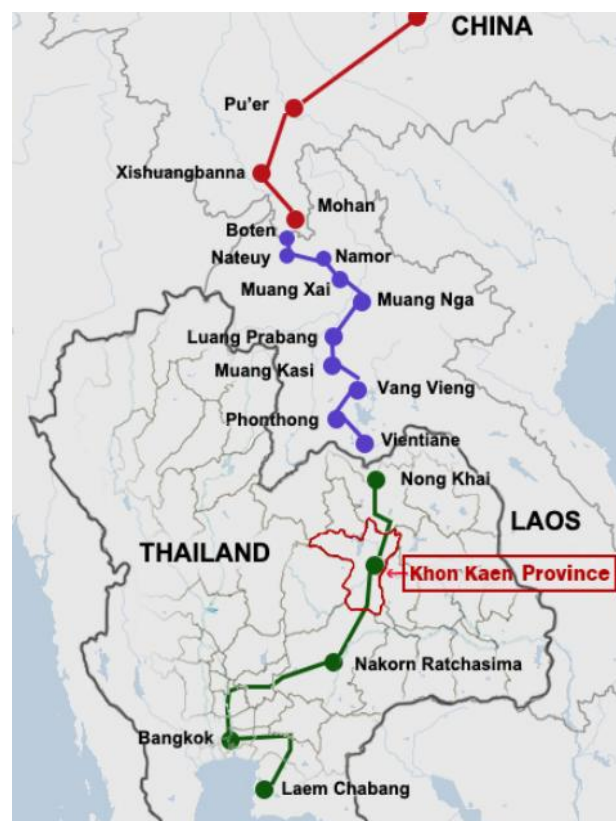 CHINA
Pu'er
Xishuangbanna
Mohan
Boten
Nateuy
Namor
Muang Xai
Muang Nga
Luang Prabang
Muang Kasi
Vang Vieng
Phonthong
Vientiane
Nong Khai
LAOS
THAILAND
Khon Kaen Province
Nakorn Ratchasima
Bangkok
Laem Chabang